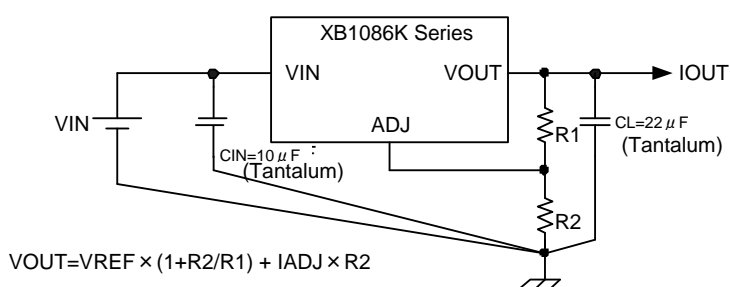 XB1086K Series
VIN
VOUT
IOUT
VIN
ADJ
R1
CL=22μF
(Tantalum)
CIN=10μF
(Tantalum)
R2
VOUT=VREF×(1+R2/R1) + IADJ×R2